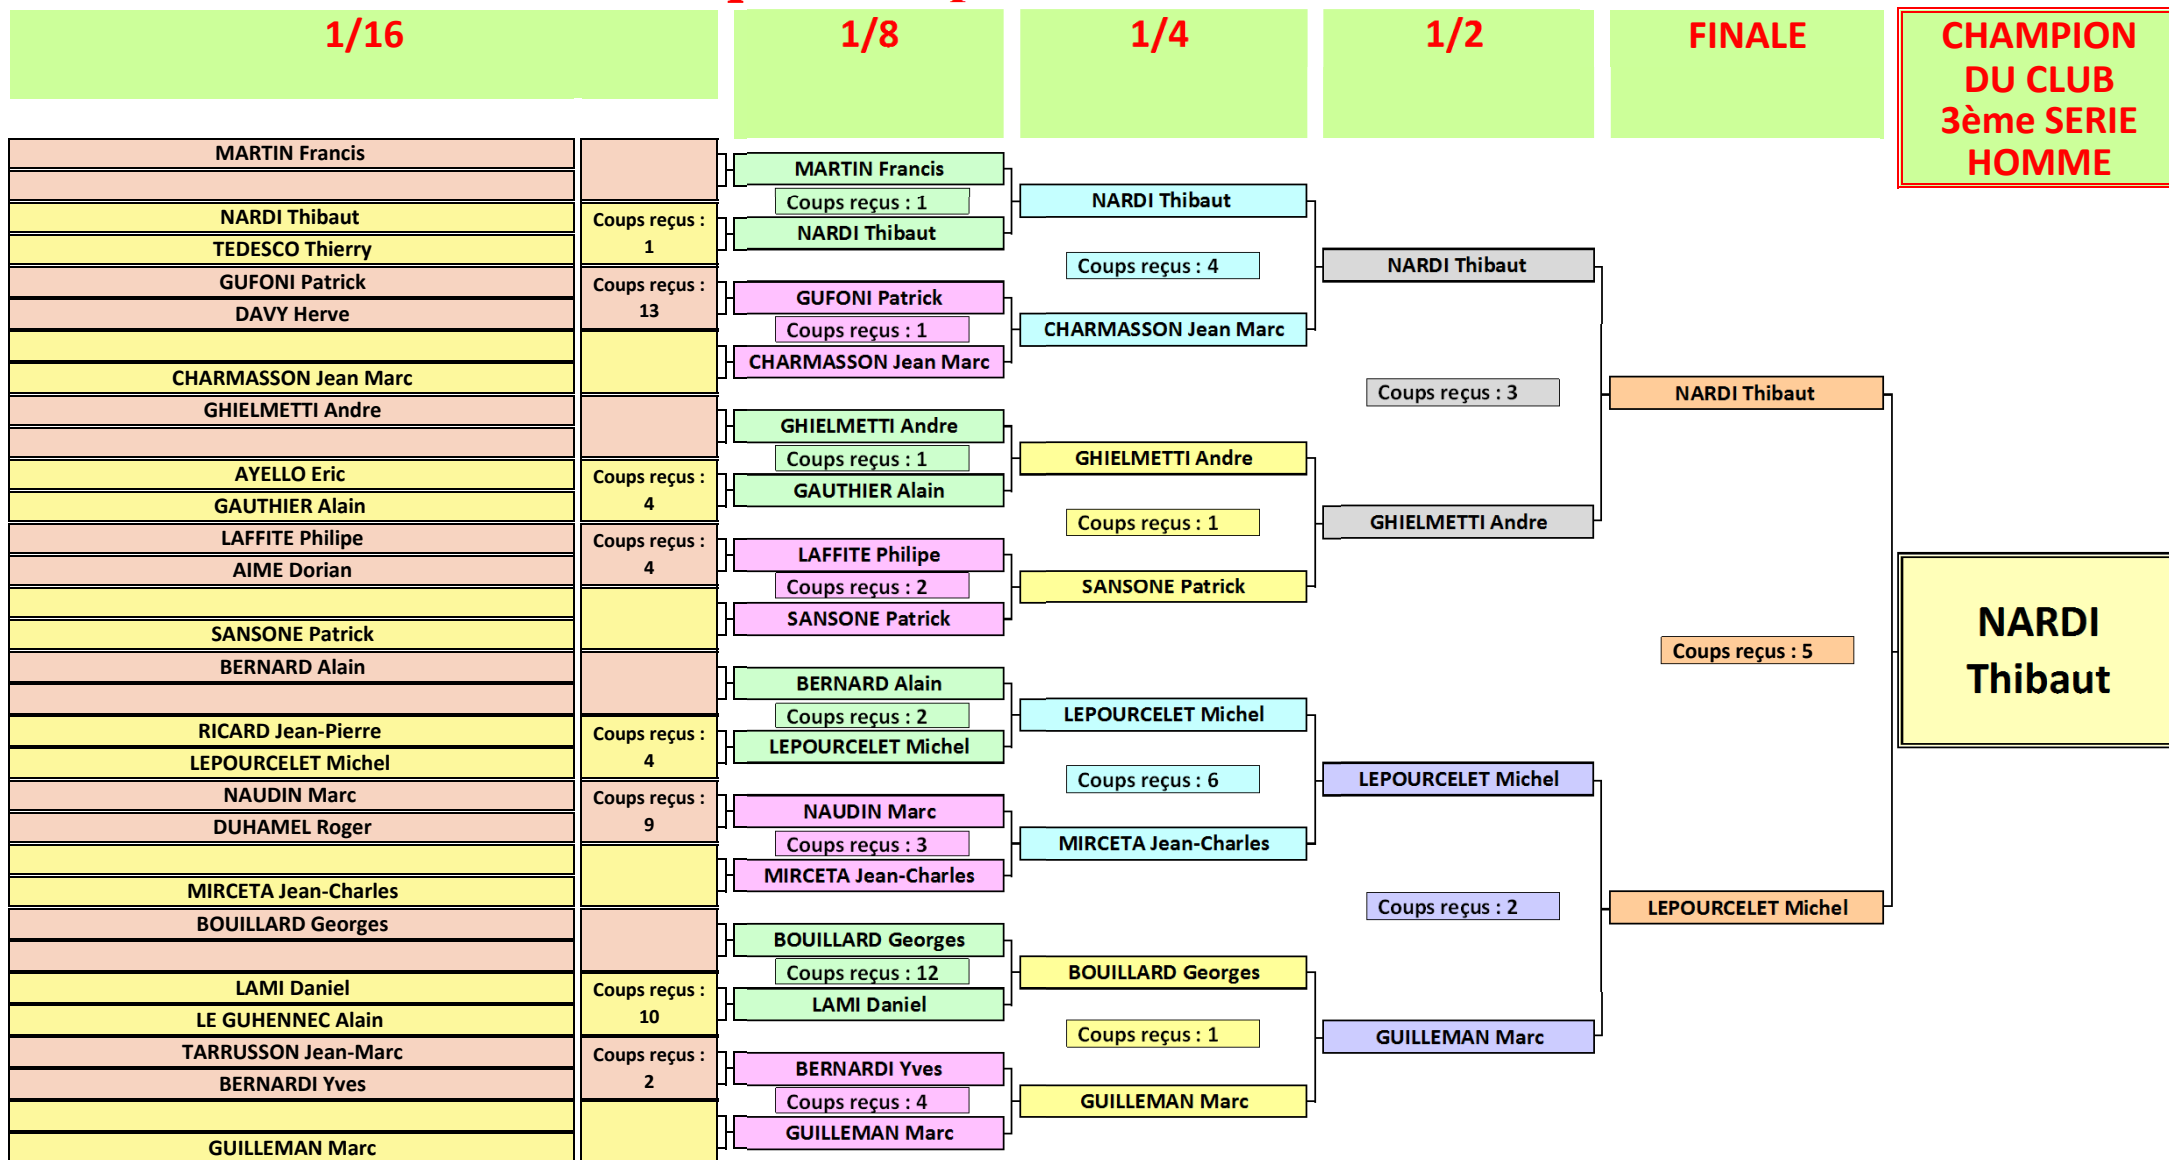 1/16
1/8
1/4
1/2
FINALE
CHAMPION
DU CLUB
3ème SERIE
HOMME
MARTIN Francis
NARDI Thibaut
TEDESCO Thierry
Coups reçus :
1
GUFONI Patrick
DAVY Herve
Coups reçus :
13
CHARMASSON Jean Marc
GHIELMETTI Andre
AYELLO Eric
GAUTHIER Alain
Coups reçus :
4
LAFFITE Philipe
AIME Dorian
Coups reçus :
4
SANSONE Patrick
BERNARD Alain
RICARD Jean-Pierre
LEPOURCELET Michel
Coups reçus :
4
NAUDIN Marc
DUHAMEL Roger
Coups reçus :
9
MIRCETA Jean-Charles
BOUILLARD Georges
LAMI Daniel
LE GUHENNEC Alain
Coups reçus :
10
TARRUSSON Jean-Marc
BERNARDI Yves
Coups reçus :
2
GUILLEMAN Marc
MARTIN Francis
Coups reçus : 1
NARDI Thibaut
GUFONI Patrick
Coups reçus : 1
CHARMASSON Jean Marc
GHIELMETTI Andre
Coups reçus : 1
GAUTHIER Alain
LAFFITE Philipe
Coups reçus : 2
SANSONE Patrick
BERNARD Alain
Coups reçus : 2
LEPOURCELET Michel
NAUDIN Marc
Coups reçus : 3
MIRCETA Jean-Charles
BOUILLARD Georges
Coups reçus : 12
LAMI Daniel
BERNARDI Yves
Coups reçus : 4
GUILLEMAN Marc
NARDI Thibaut
Coups reçus : 4
CHARMASSON Jean Marc
GHIELMETTI Andre
Coups reçus : 1
SANSONE Patrick
LEPOURCELET Michel
Coups reçus : 6
MIRCETA Jean-Charles
BOUILLARD Georges
Coups reçus : 1
GUILLEMAN Marc
NARDI Thibaut
Coups reçus : 3
GHIELMETTI Andre
LEPOURCELET Michel
Coups reçus : 2
GUILLEMAN Marc
NARDI Thibaut
Coups reçus : 5
LEPOURCELET Michel
NARDI
Thibaut